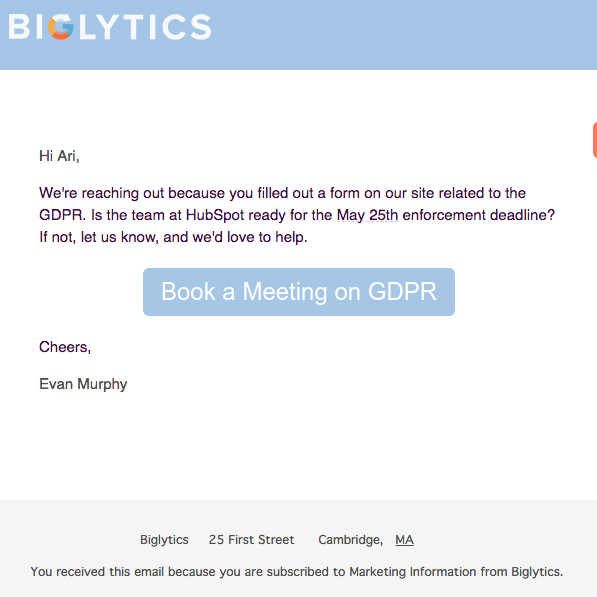 BIGLYTICS
Hi Ari,
We're reaching out because you filled out a form on our site related to the
GDPR. Is the team at HubSpot ready for the May 25th enforcement deadline?
If not, let us know, and we'd love to help.
Book a Meeting on GDPR
Cheers,
Evan Murphy
Biglytics 25 First Street Cambridge, MA
You received this email because you are subscribed to Marketing Information from Biglytics.